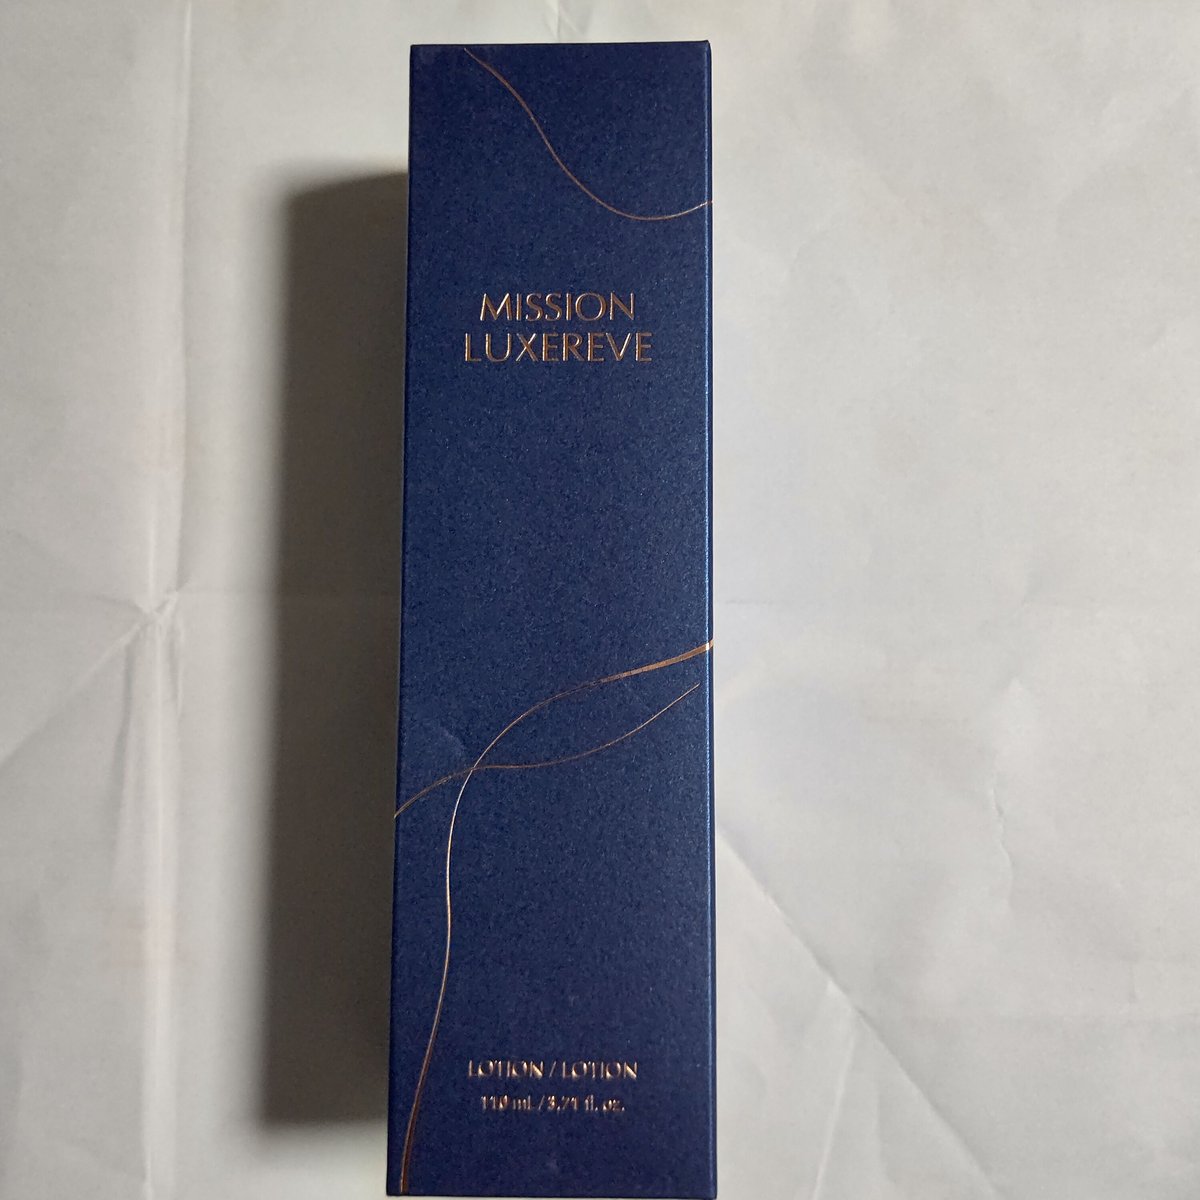 MISSION
LUXEREVE
LOTION / LOTION
110 mL / 3.71 fl. oz.